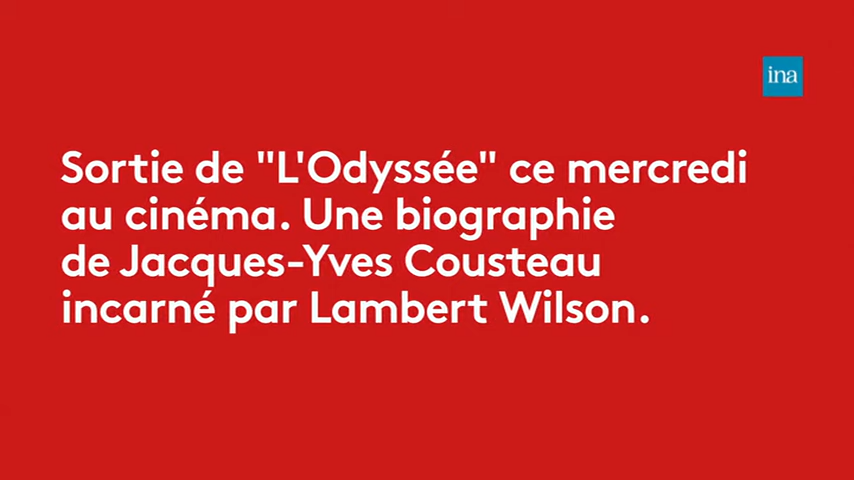 ina
Sortie de "L'Odyssée" ce mercredi
au cinéma. Une biographie
de Jacques-Yves Cousteau
incarné par Lambert Wilson.